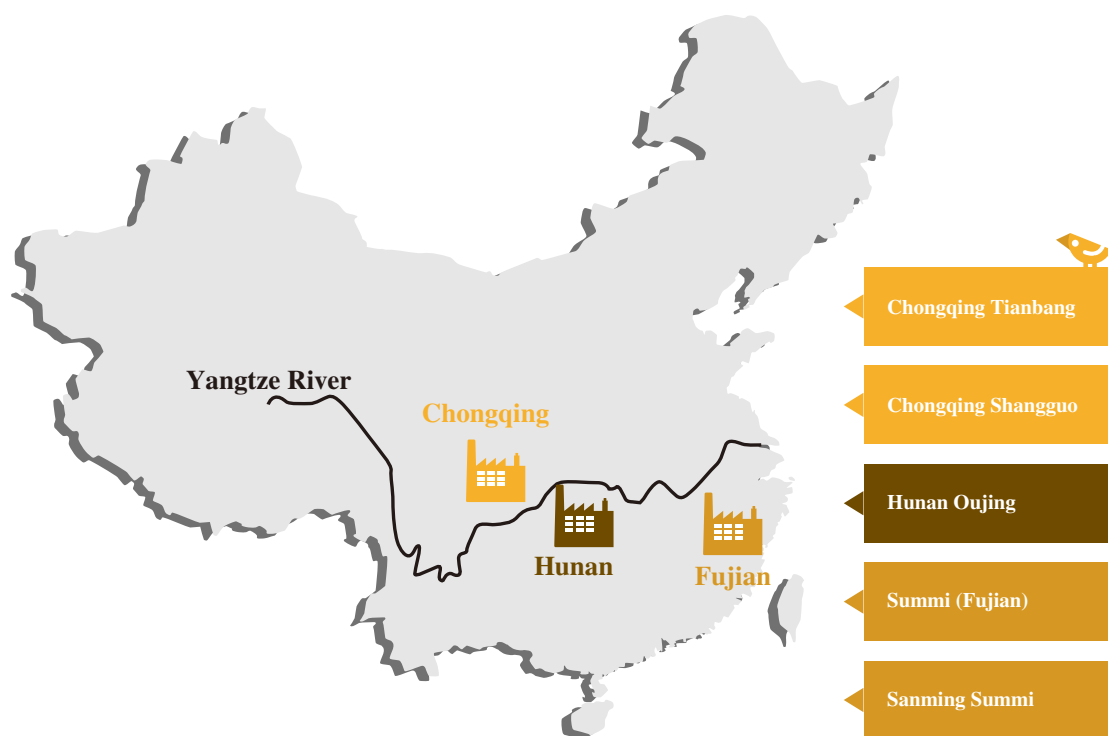 Yangtze River
Chongqing
Hunan
Fujian
Chongqing Tianbang
Chongqing Shangguo
Hunan Oujing
Summi (Fujian)
Sanming Summi